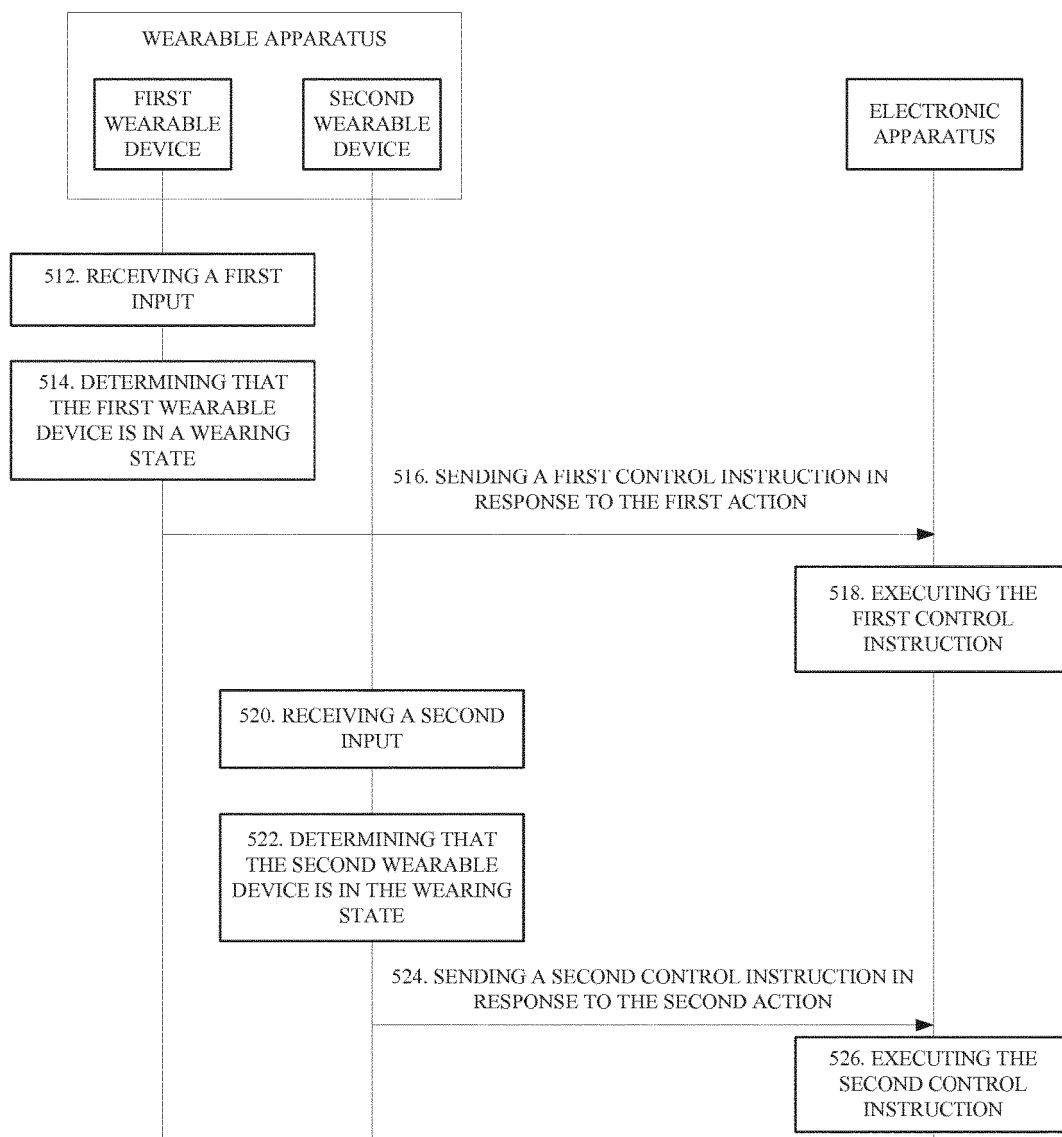 WEARABLE APPARATUS
FIRST
WEARABLE
DEVICE
SECOND
WEARABLE
DEVICE
ELECTRONIC
APPARATUS
512. RECEIVING A FIRST
INPUT
514. DETERMINING THAT
THE FIRST WEARABLE
DEVICE IS IN A WEARING
STATE
516. SENDING A FIRST CONTROL INSTRUCTION IN
RESPONSE TO THE FIRST ACTION
518. EXECUTING THE
FIRST CONTROL
INSTRUCTION
520. RECEIVING A SECOND
INPUT
522. DETERMINING THAT
THE SECOND WEARABLE
DEVICE IS IN THE WEARING
STATE
524. SENDING A SECOND CONTROL INSTRUCTION IN
RESPONSE TO THE SECOND ACTION
526. EXECUTING THE
SECOND CONTROL
INSTRUCTION